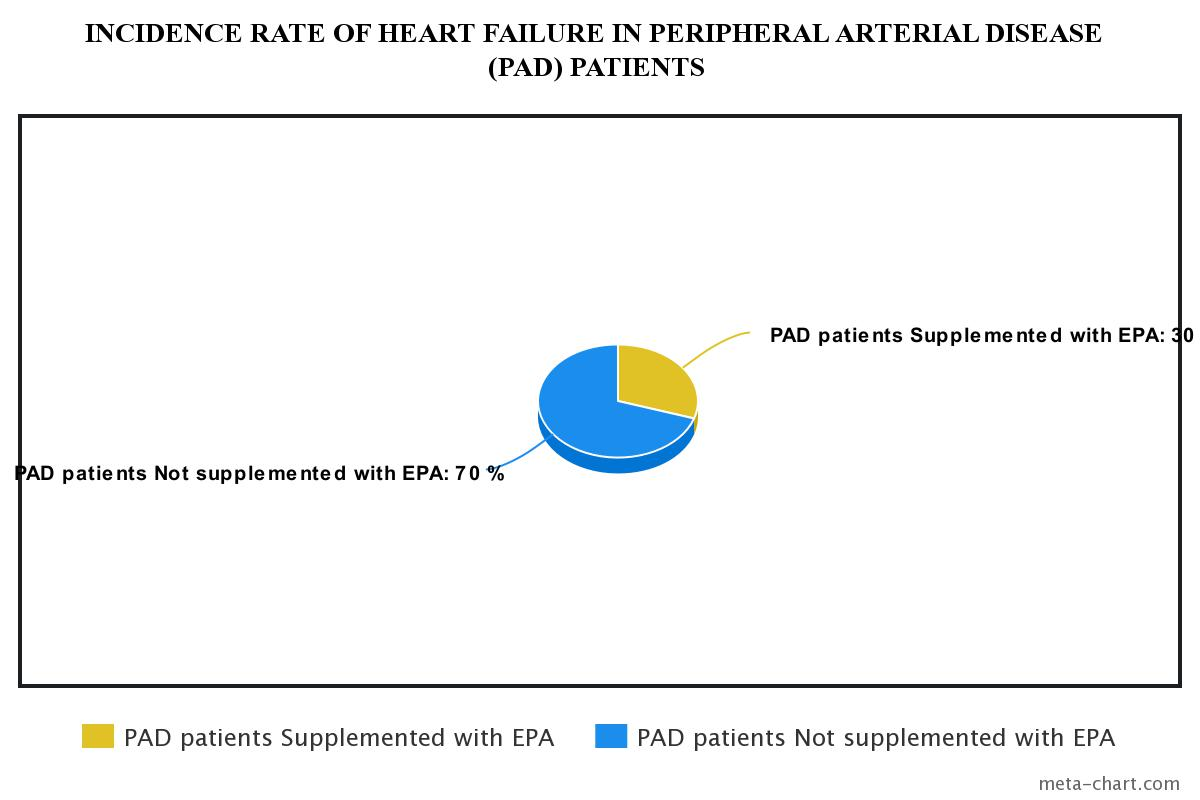 INCIDENCE RATE OF HEART FAILURE IN PERIPHERAL ARTERIAL DISEASE
(PAD) PATIENTS
PAD patients Supplemented with EPA: 30
PAD patients Not supplemented with EPA: 70 %
PAD patients Supplemented with EPA
PAD patients Not supplemented with EPA
meta-chart.com